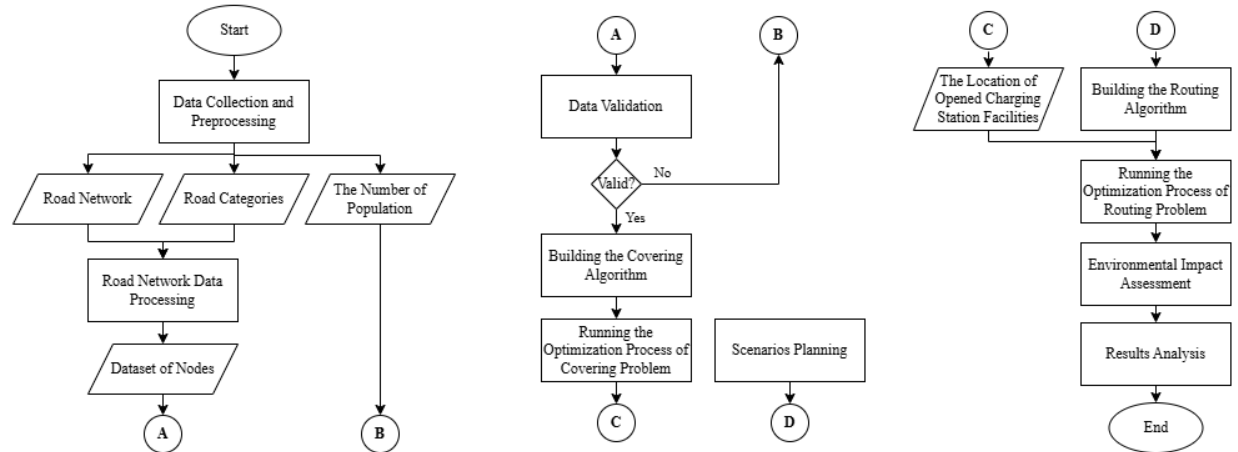 Start
Data Collection and
Preprocessing
Road Network
Road Categories
The Number of
Population
Road Network Data
Processing
Dataset of Nodes
A
B
A
B
Data Validation
Valid?
No
Yes
Building the Covering
Algorithm
Running the
Optimization Process of
Covering Problem
Scenarios Planning
C
D
C
D
The Location of
Opened Charging
Station Facilities
Building the Routing
Algorithm
Running the
Optimization Process of
Routing Problem
Environmental Impact
Assessment
Results Analysis
End